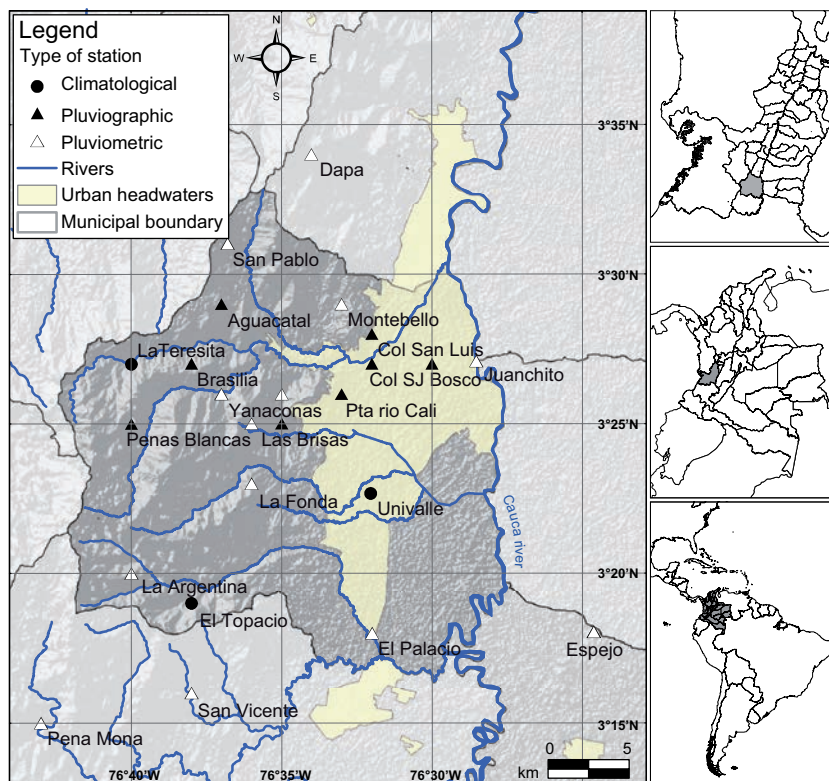 Legend
Type of station
Climatological
Pluviographic
Pluviometric
Rivers
Urban headwaters
Municipal boundary
N
W E
S
3°35'N
Dapa
San Pablo
3°30'N
Aguacatal
Montebello
Col San Luis
LaTeresita
Juanchito
Brasilia
Col SJ Bosco
Yanaconas
Pta rio Cali
3°25'N
Penas Blancas
Las Brisas
La Fonda
Univalle
Cauca river
3°20'N
La Argentina
El Topacio
El Palacio
Espejo
San Vicente
3°15'N
Pena Mona
0 5
km
76°40'W 76°35'W 76°30'W